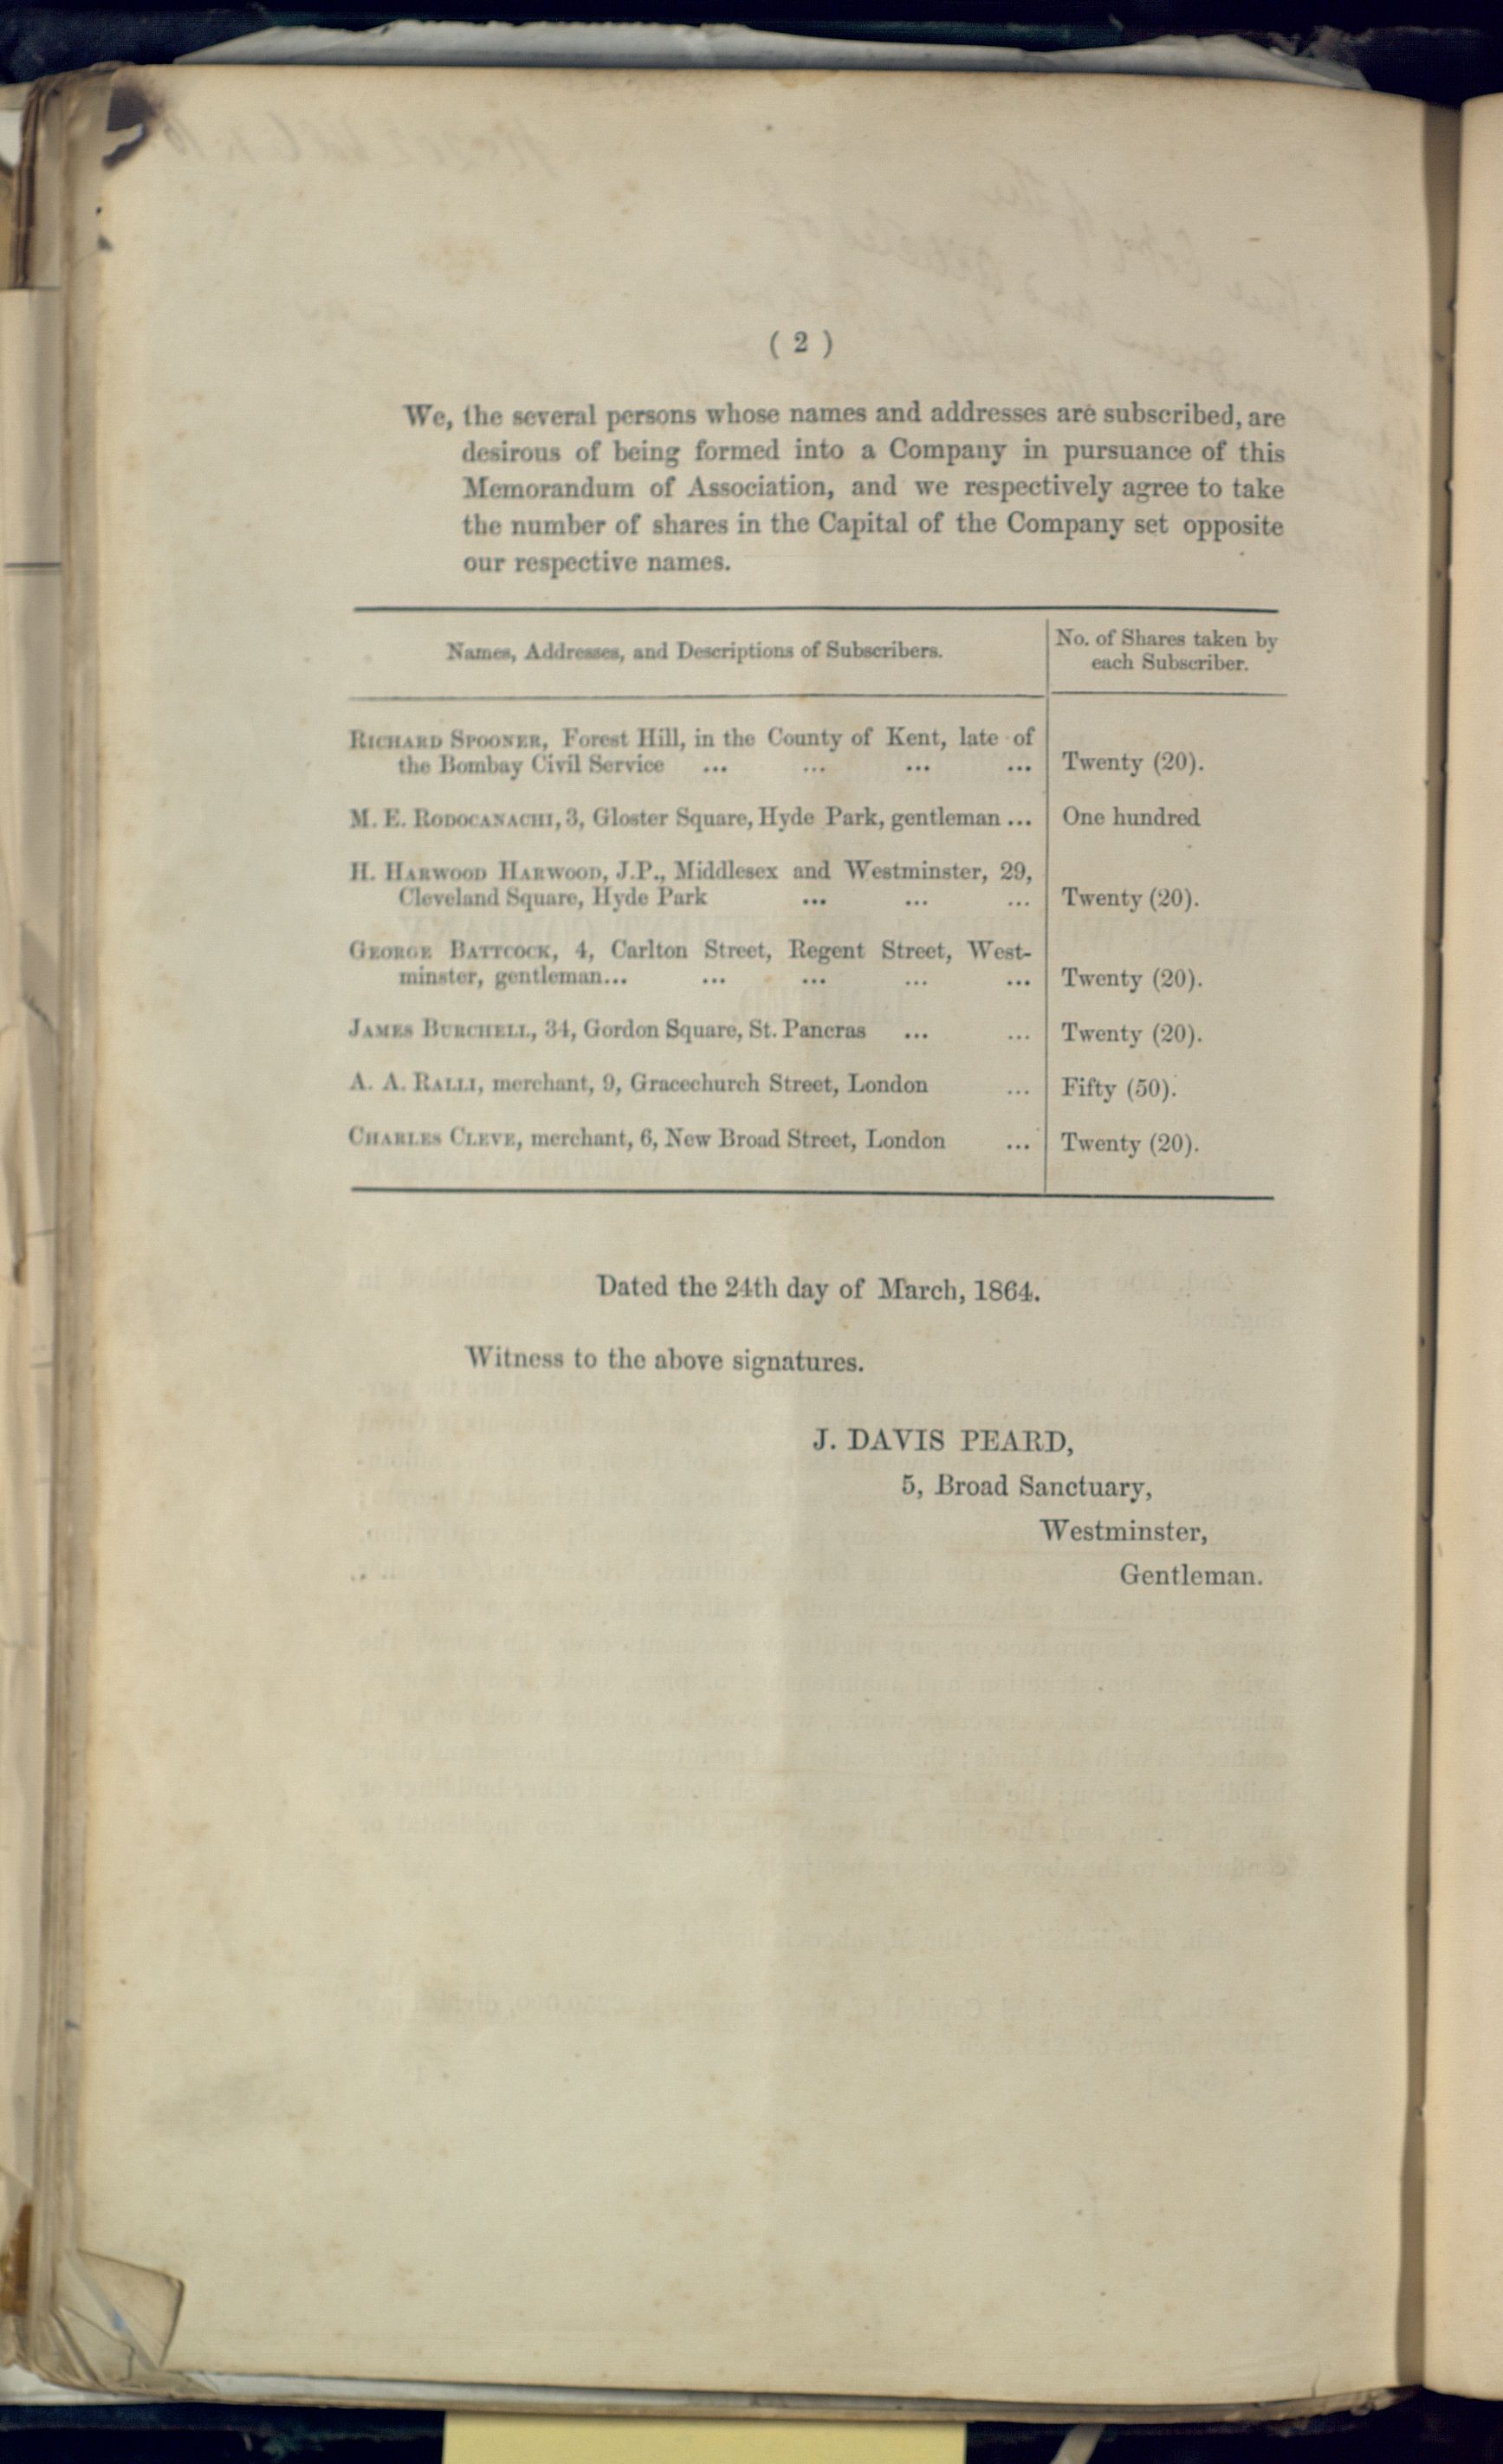 ( 2 )
We, the several persons whose names and addresses are subscribed, are
desirous of being formed into a Company in pursuance of this
Memorandum of Association, and we respectively agree to take
the number of shares in the Capital of the Company set opposite
our respective names.
Names, Addresses, and Descriptions of Subscribers.
No. of Shares taken by
each Subscriber.
RICHARD SPOONER, Forest Hill, in the County of Kent, late of
the Bombay Civil Service ... ... ... ... Twenty (20).
M. E. RODOCANACHI, 3, Gloster Square, Hyde Park, gentleman ... One hundred
H. HARWOOD HARWOOD, J.P., Middlesex and Westminster, 29,
Cleveland Square, Hyde Park ... ... ... Twenty (20).
GEORGE BATTCOCK, 4, Carlton Street, Regent Street, West-
minster, gentleman... ... ... ... ... Twenty (20).
JAMES BURCHELL, 34, Gordon Square, St. Pancras ... ... Twenty (20).
A. A. RALLI, merchant, 9, Gracechurch Street, London ... Fifty (50).
CHARLES CLEVE, merchant, 6, New Broad Street, London ... Twenty (20).
Dated the 24th day of March, 1864.
Witness to the above signatures.
J. DAVIS PEARD,
5, Broad Sanctuary,
Westminster,
Gentleman.